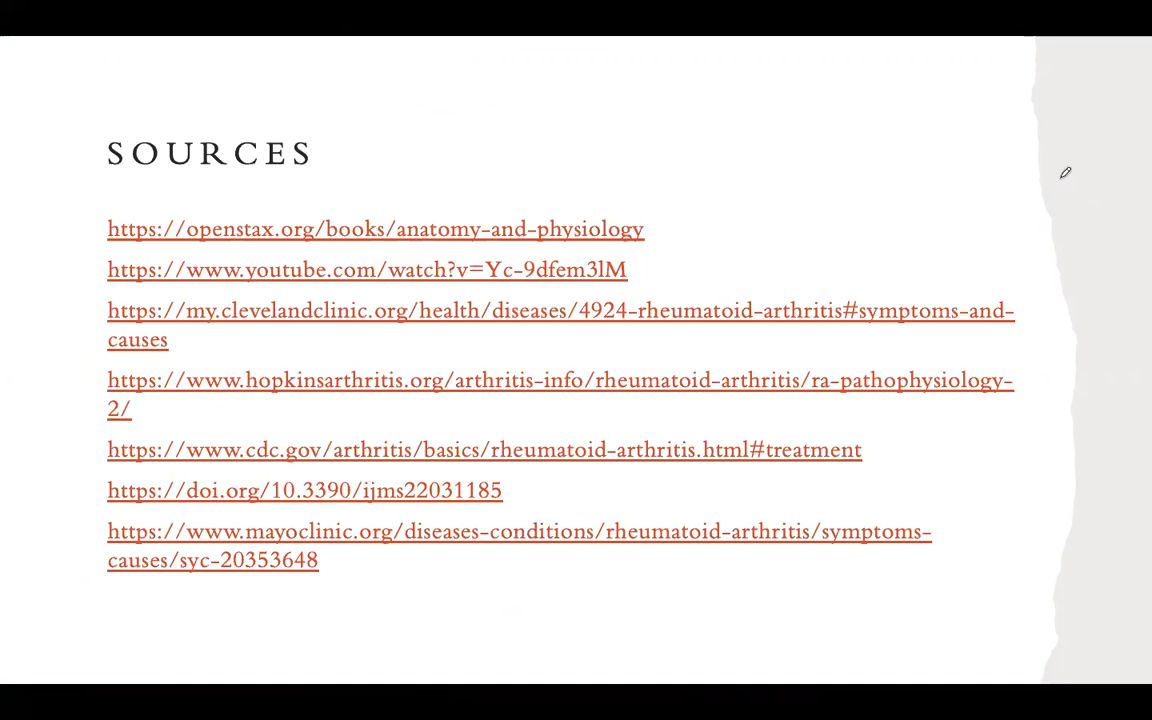 SOURCES
https://openstax.org/books/anatomy-and-physiology
https://www.youtube.com/watch?v=Yc-9dfem3lM
https://my.clevelandclinic.org/health/diseases/4924-rheumatoid-arthritis#symptoms-and-
causes
https://www.hopkinsarthritis.org/arthritis-info/rheumatoid-arthritis/ra-pathophysiology-
2/
https://www.cdc.gov/arthritis/basics/rheumatoid-arthritis.html#treatment
https://doi.org/10.3390/ijms22031185
https://www.mayoclinic.org/diseases-conditions/rheumatoid-arthritis/symptoms-
causes/syc-20353648